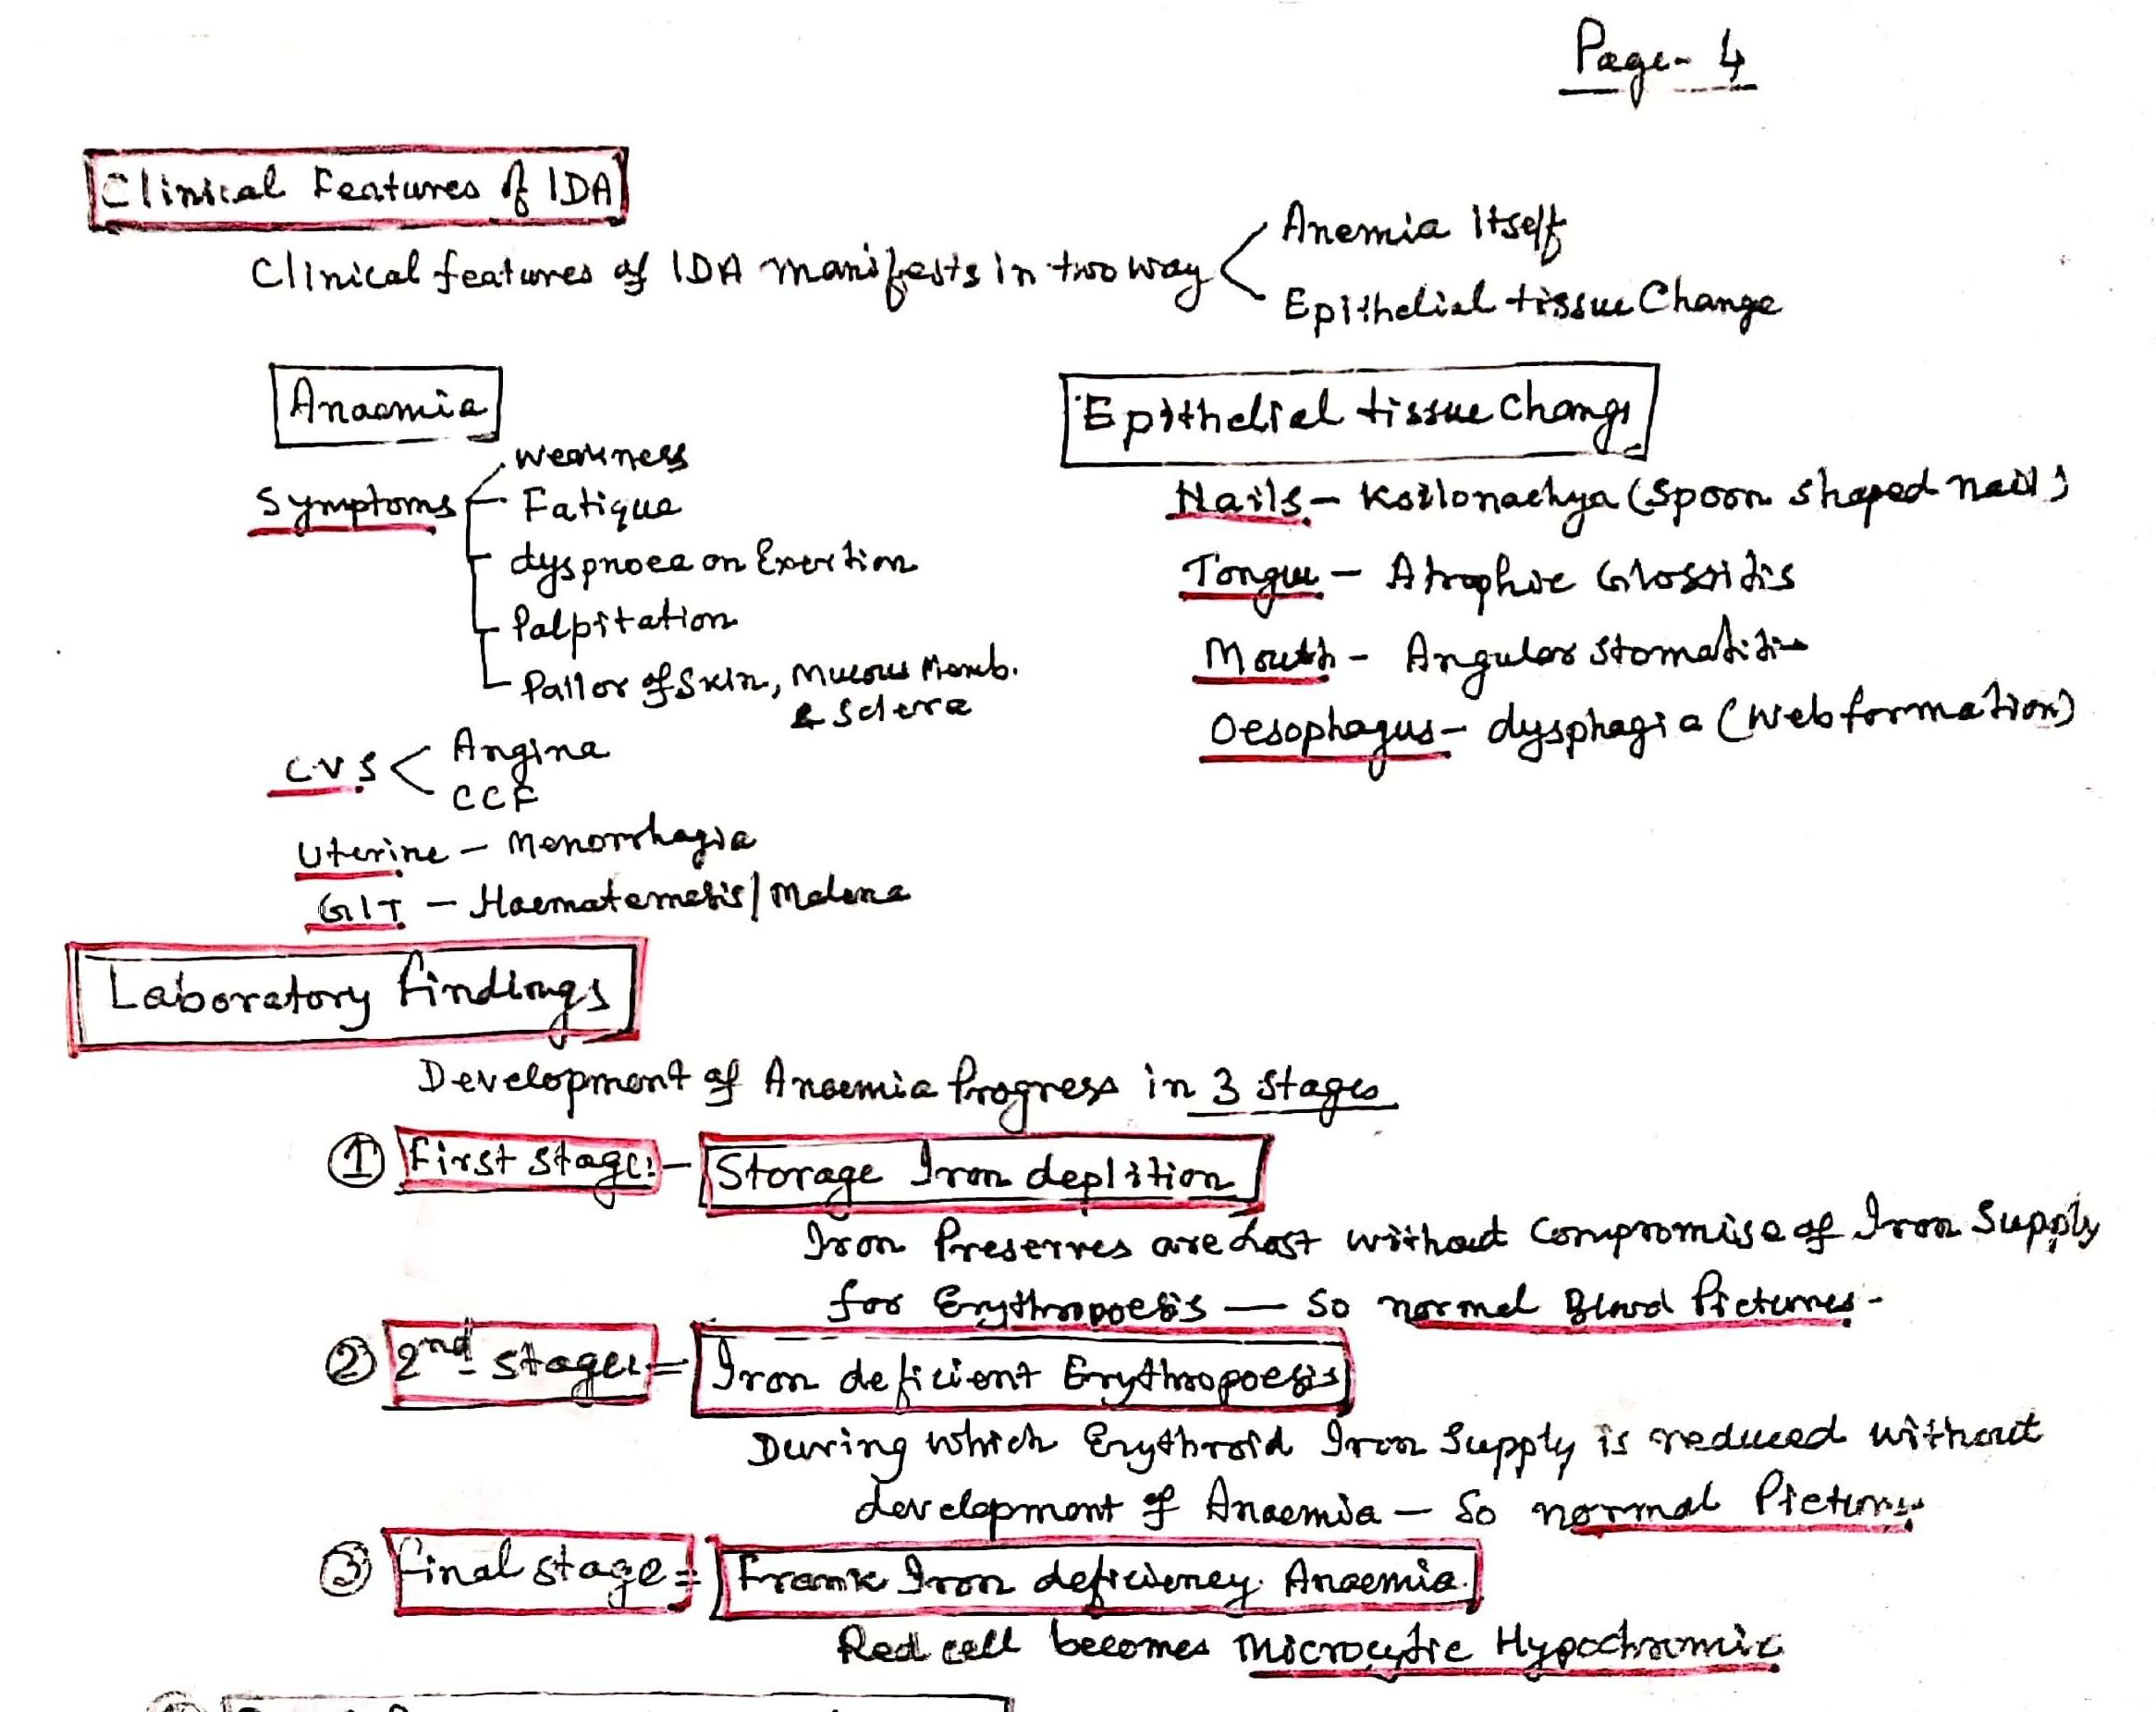 Page- 4
Clinical Features of IDA
Clinical features of IDA manifests in two way
Anemia Itself
Epithelial tissue Change
Anaemia
Symptoms
Weakness
Fatique
dyspnoea on Exertion
Palpitation
Pallor of Skin, Mucous Memb.
& Sclera
CVS
Angina
CCF
Uterine - Menorrhagia
GIT - Haematemesis/Melena
Epithelial tissue Changs
Nails - Koilonachya (Spoon shaped nail)
Tongue - Atrophic Glossitis
Mouth - Angular Stomatitis
Oesophagus - dysphagia (Web formation)
Laboratory findings
Development of Anaemia Progress in 3 stages
① First stage: - Storage Iron deplition
Iron Preserves are Lost without Compromise of Iron Supply
for Erythropoesis — So normal Blood Pictures.
② 2nd stage: = Iron deficient Erythropoesis
During which Erythroid Iron Supply is reduced without
development of Anaemia — So normal Picture.
③ Final stage = Frank Iron deficiency Anaemia.
Red cell becomes Microcytic Hypochromic